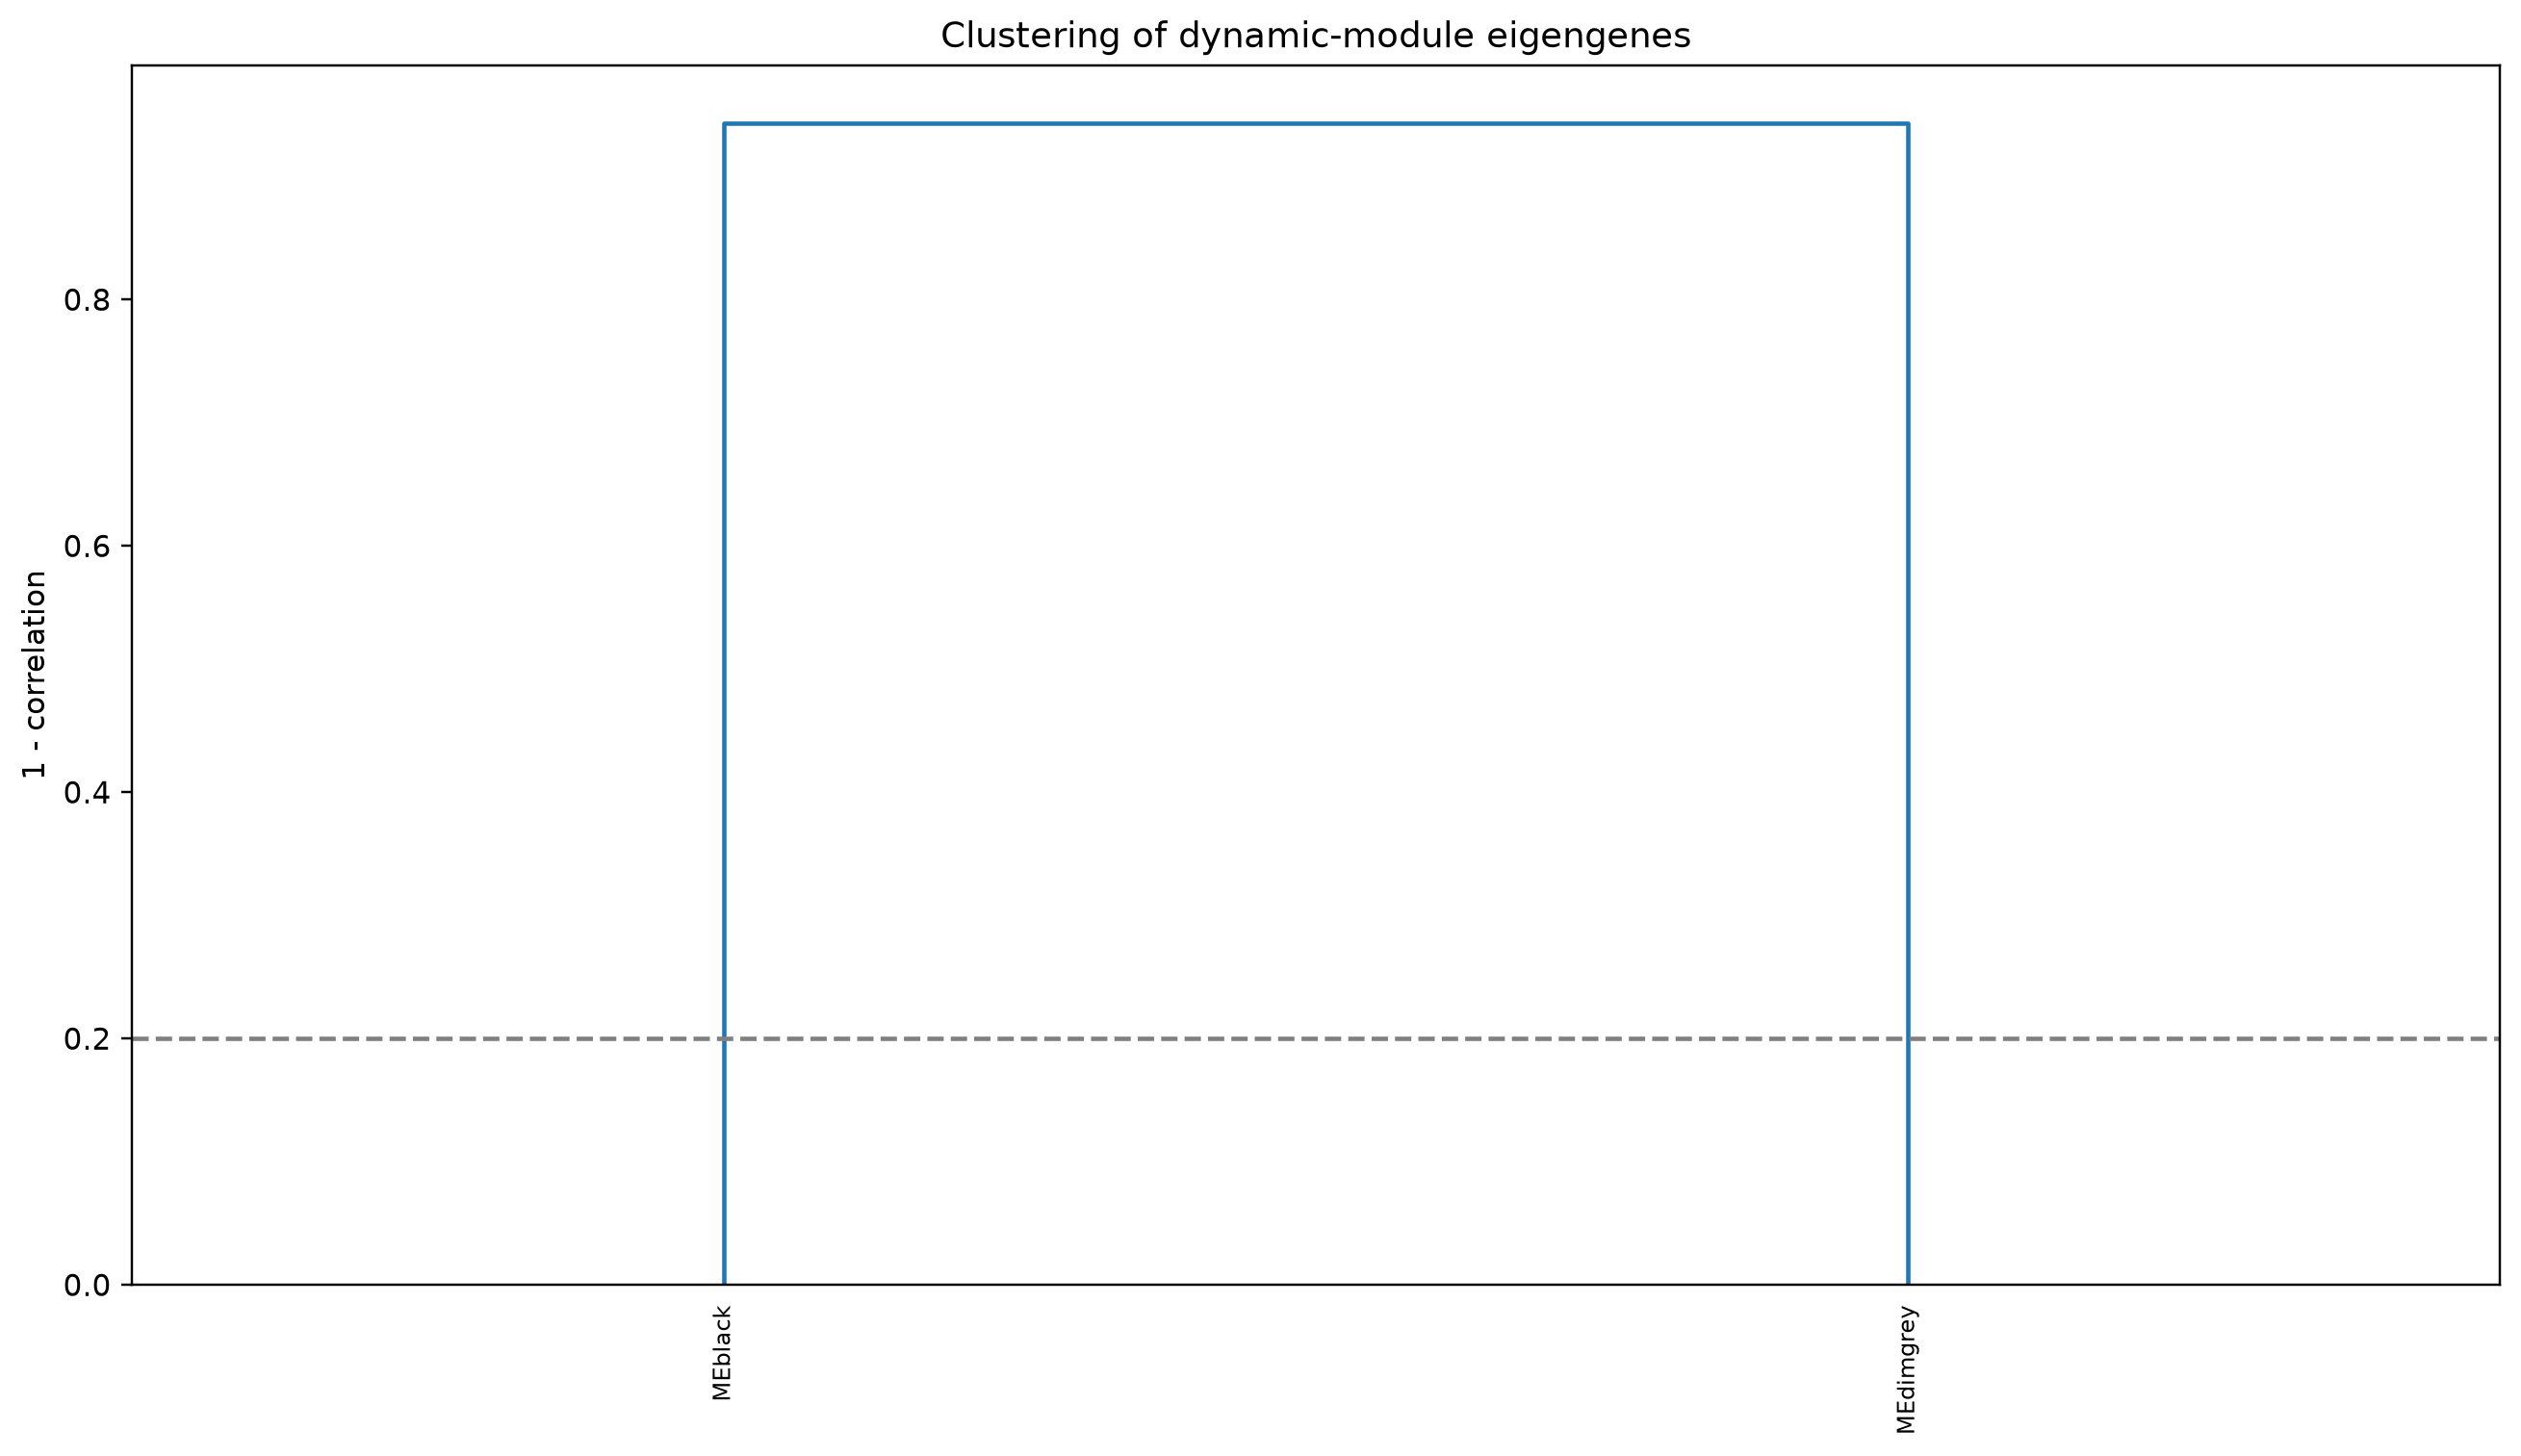 Clustering of dynamic-module eigengenes
1 - correlation
0.8
0.6
0.4
0.2
0.0
MEblack
MEdimgrey